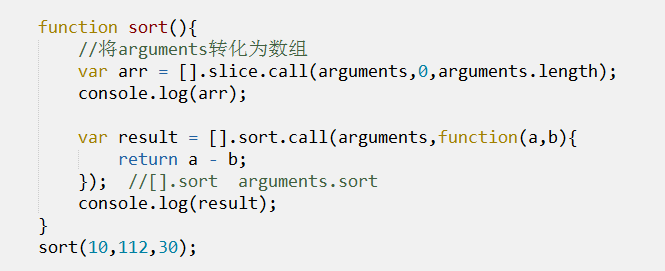 function sort(){
//将arguments转化为数组
var arr = [].slice.call(arguments,0,arguments.length);
console.log(arr);
var result = [].sort.call(arguments,function(a,b){
return a - b;
}); //[].sort arguments.sort
console.log(result);
}
sort(10,112,30);